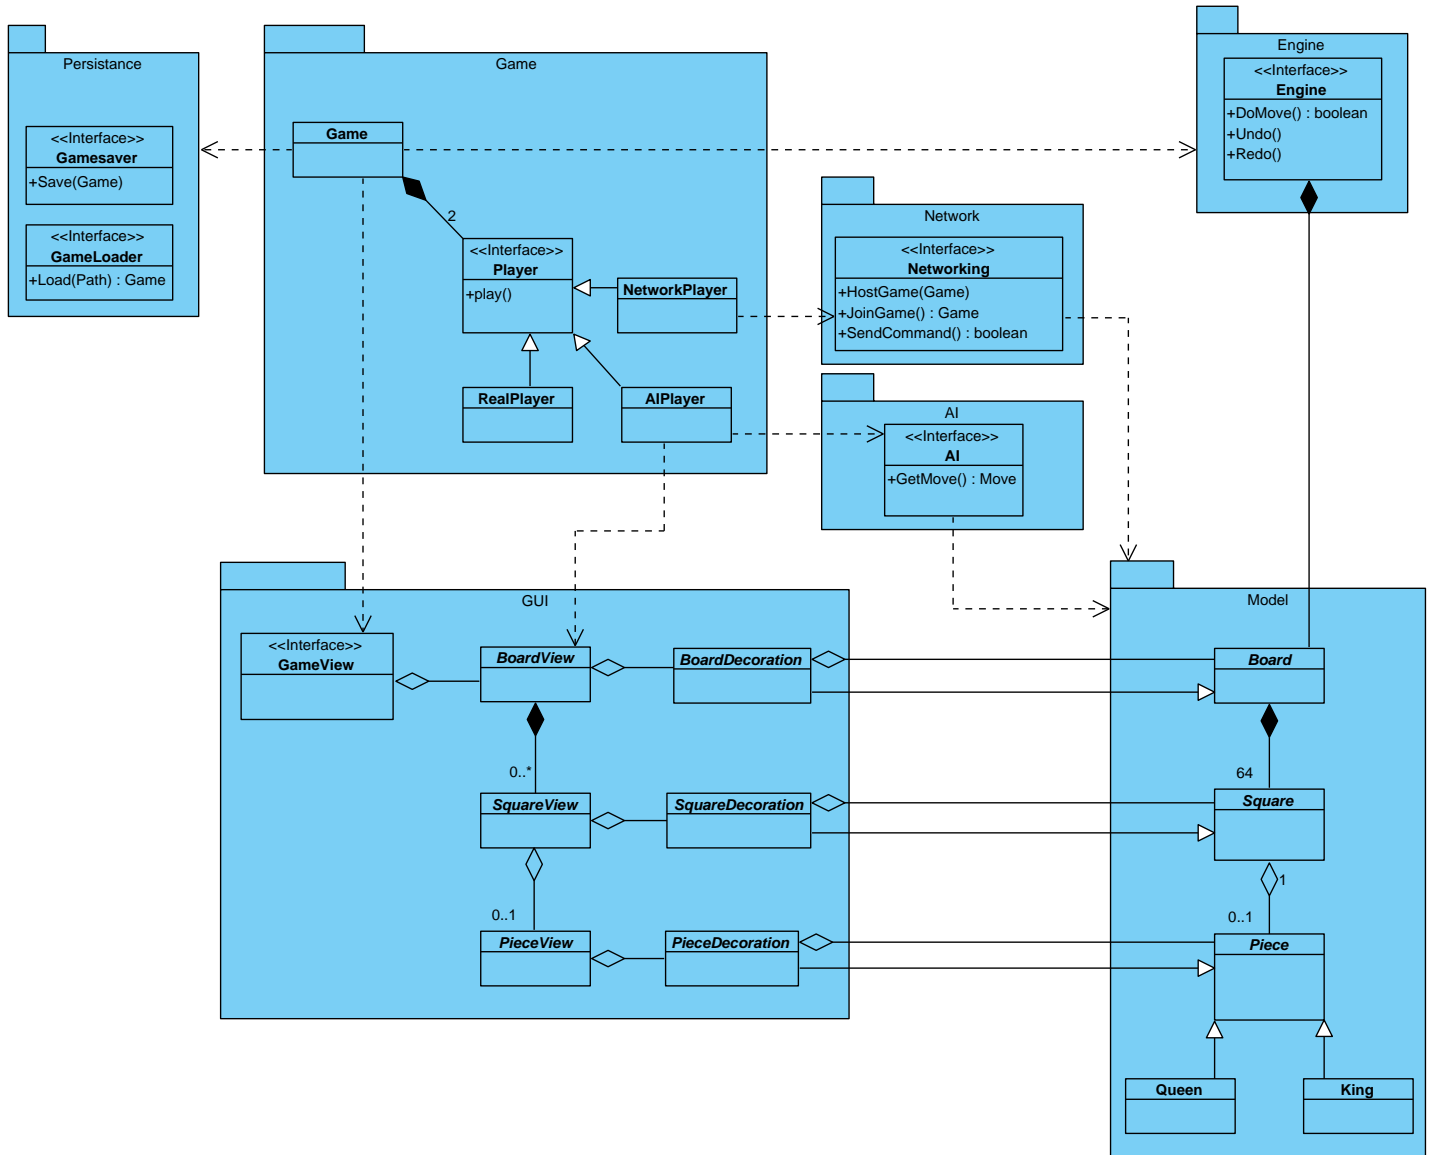 Persistance
<<Interface>>
Gamesaver
+Save(Game)
<<Interface>>
GameLoader
+Load(Path) : Game
Game
Game
2
<<Interface>>
Player
+play()
NetworkPlayer
RealPlayer
AIPlayer
Engine
<<Interface>>
Engine
+DoMove() : boolean
+Undo()
+Redo()
Network
<<Interface>>
Networking
+HostGame(Game)
+JoinGame() : Game
+SendCommand() : boolean
AI
<<Interface>>
AI
+GetMove() : Move
GUI
<<Interface>>
GameView
BoardView
BoardDecoration
0..*
SquareView
SquareDecoration
0..1
PieceView
PieceDecoration
Model
Board
64
Square
1
0..1
Piece
Queen
King